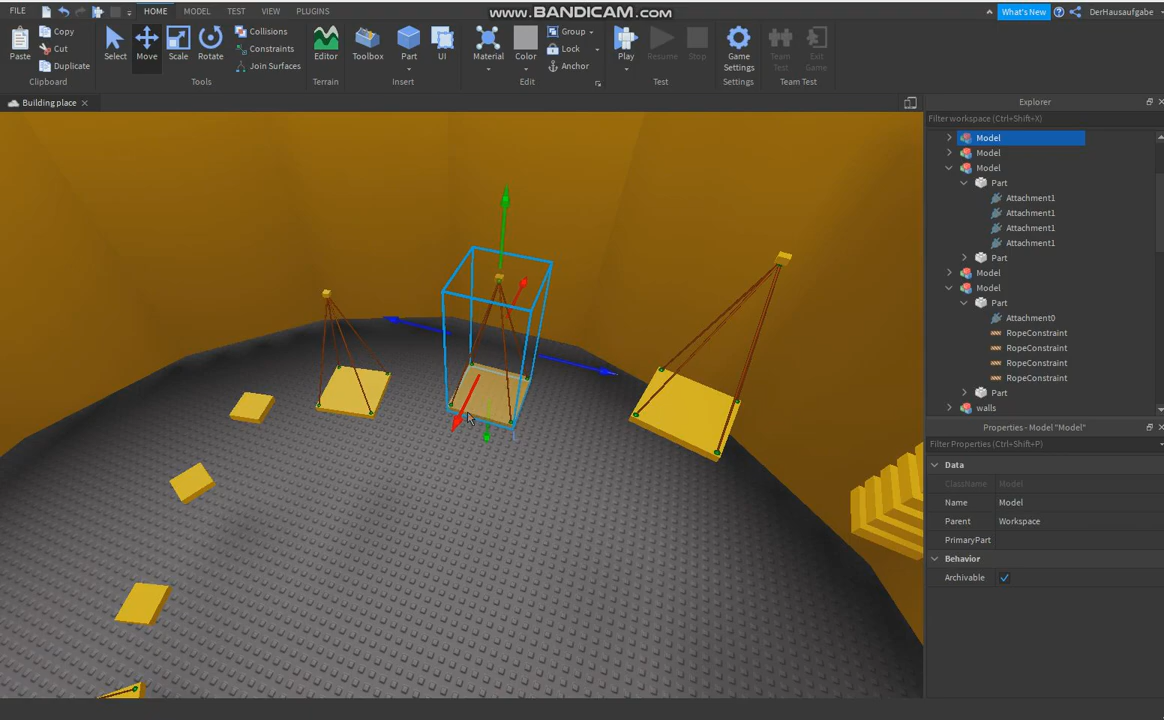 FILE HOME MODEL TEST VIEW PLUGINS
www.BANDICAM.com
What's New DerHausaufgabe
Paste Copy Cut Duplicate
Clipboard
Select Move Scale Rotate
Collisions
Constraints
Join Surfaces
Tools
Editor
Terrain
Toolbox Part UI
Insert
Material Color
Group
Lock
Anchor
Edit
Play Resume Stop
Test
Game Settings
Settings
Team Test Exit Game
Team Test
Building place
Explorer
Filter workspace (Ctrl+Shift+X)
Model
Model
Model
Part
Attachment1
Attachment1
Attachment1
Attachment1
Part
Model
Model
Part
Attachment0
RopeConstraint
RopeConstraint
RopeConstraint
RopeConstraint
Part
walls
Properties - Model "Model"
Filter Properties (Ctrl+Shift+P)
Data
ClassName Model
Name Model
Parent Workspace
PrimaryPart
Behavior
Archivable